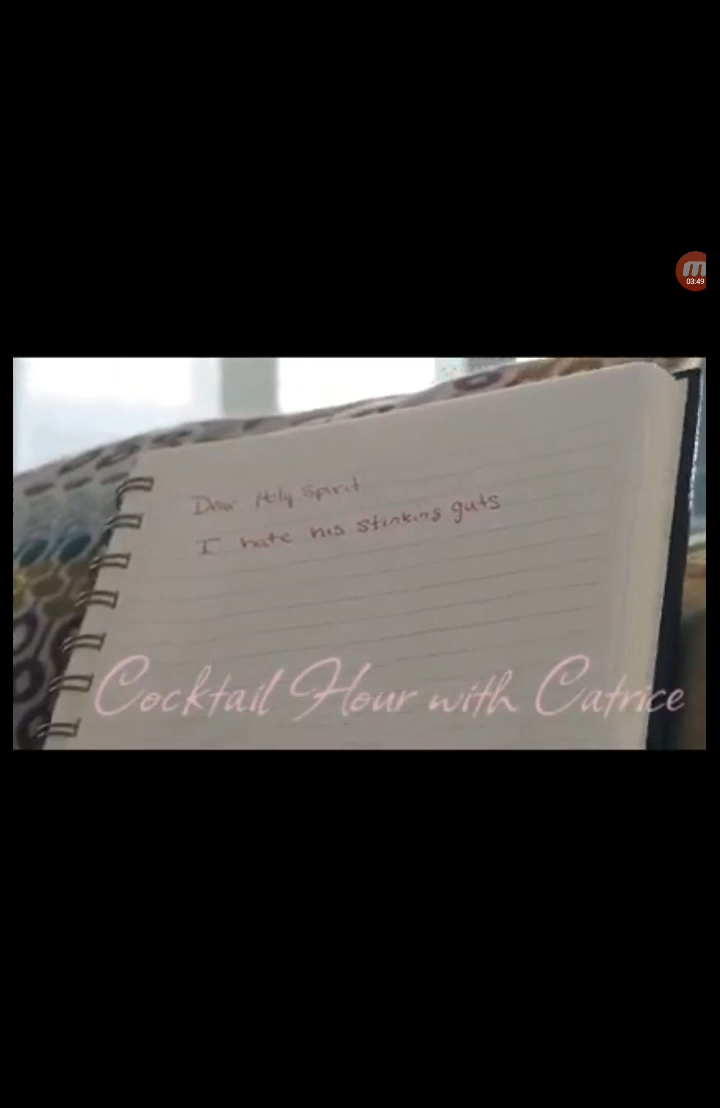 03:49
Dear Holy Spirit
I hate his stinking guts
Cocktail Hour with Catrice